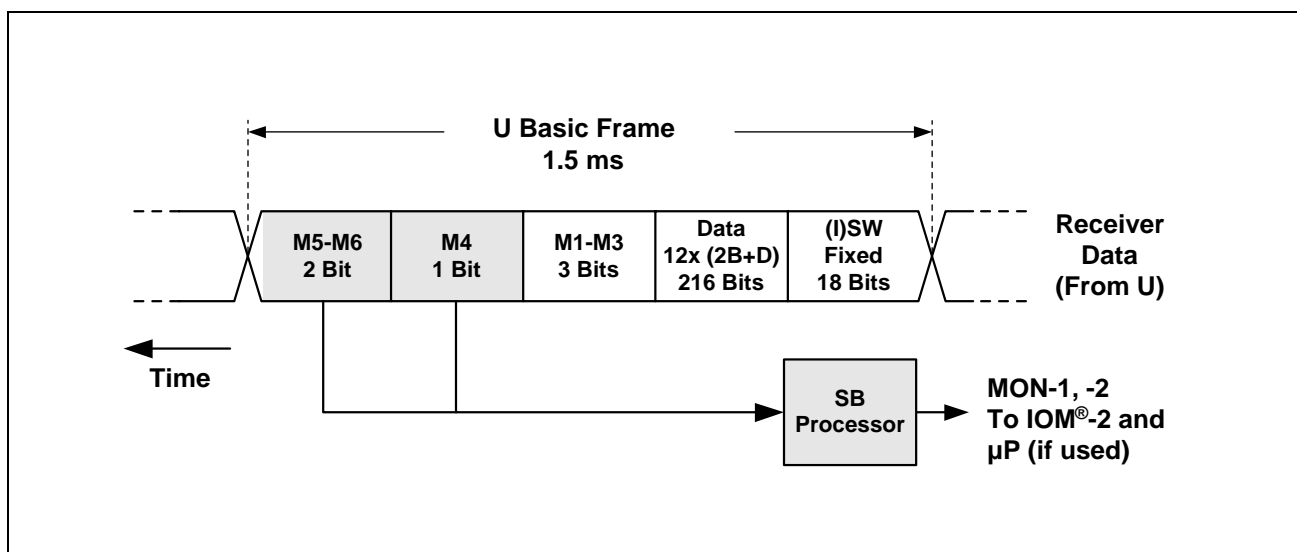 U Basic Frame
1.5 ms
M5-M6
2 Bit
M4
1 Bit
M1-M3
3 Bits
Data
12x (2B+D)
216 Bits
(I)SW
Fixed
18 Bits
Receiver
Data
(From U)
Time
SB
Processor
MON-1, -2
To IOM®-2 and
µP (if used)